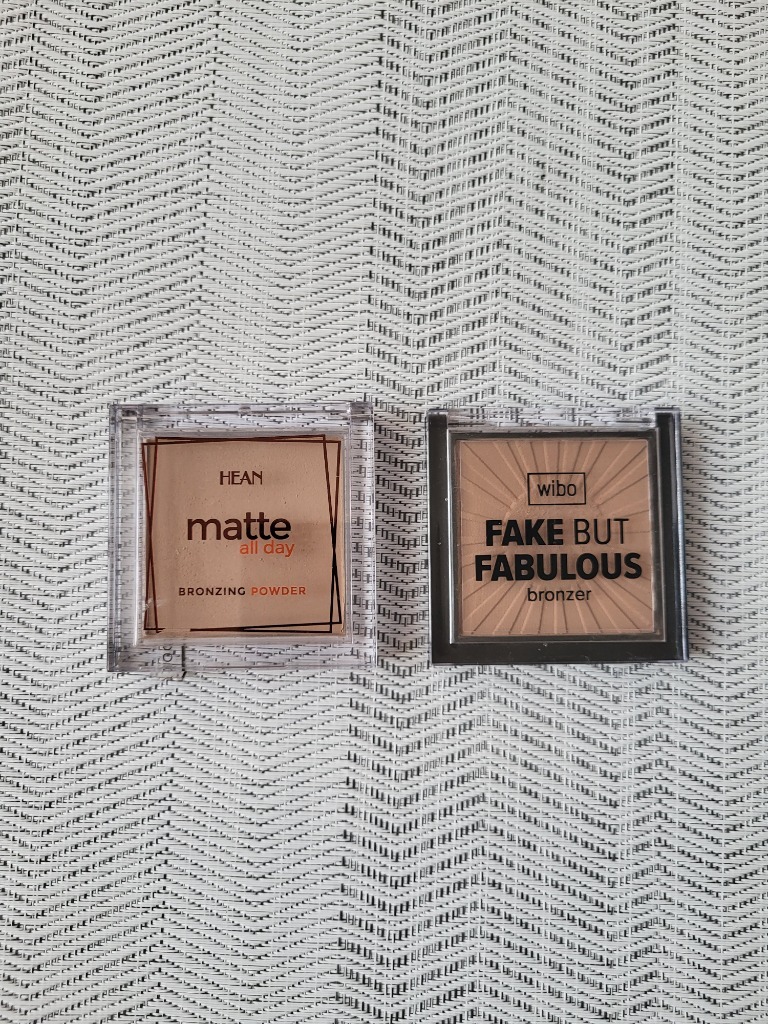 HEAN
matte
all day
BRONZING POWDER
wibo
FAKE BUT
FABULOUS
bronzer